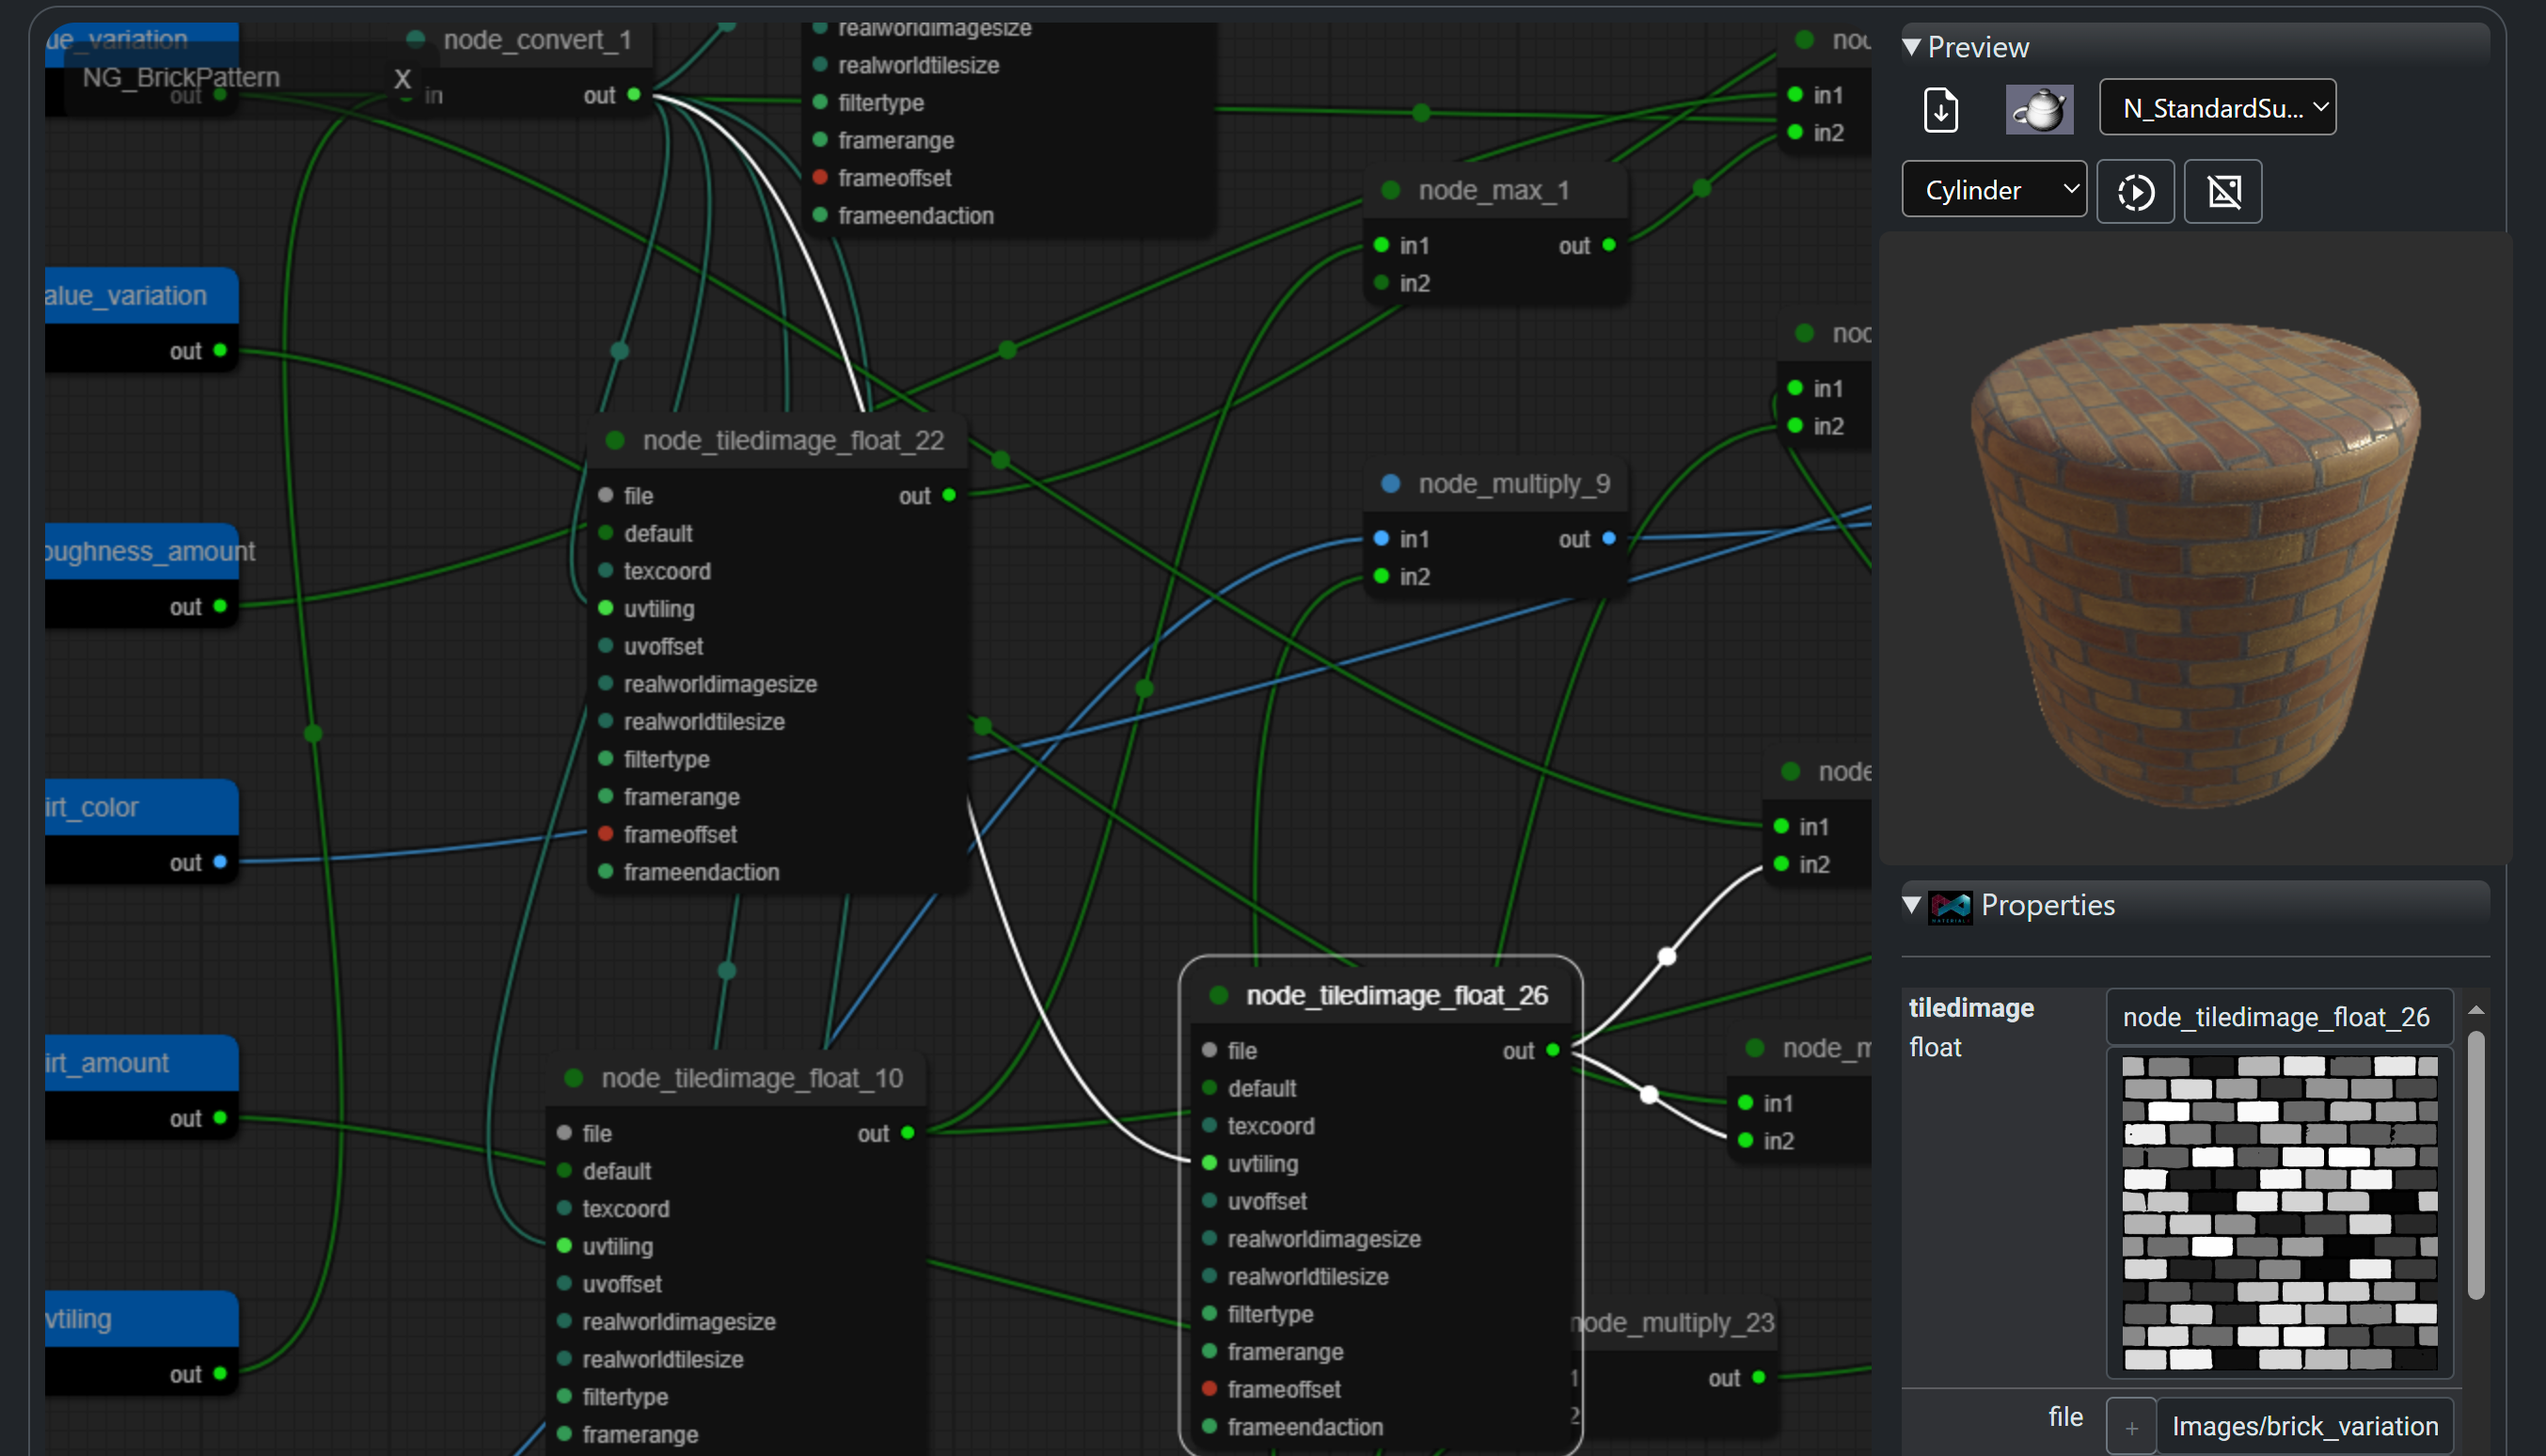 ue_variation
out
NG_BrickPattern
X
node_convert_1
in
out
realworldimagesize
realworldtilesize
filtertype
framerange
frameoffset
frameendaction
in1
in2
node_max_1
in1
out
in2
alue_variation
out
in1
in2
node_tiledimage_float_22
file
out
default
texcoord
uvtiling
uvoffset
realworldimagesize
realworldtilesize
filtertype
framerange
frameoffset
frameendaction
node_multiply_9
in1
out
in2
oughness_amount
out
irt_color
out
node
in1
in2
irt_amount
out
node_tiledimage_float_10
file
out
default
texcoord
uvtiling
uvoffset
realworldimagesize
realworldtilesize
filtertype
framerange
node_tiledimage_float_26
file
out
default
texcoord
uvtiling
uvoffset
realworldimagesize
realworldtilesize
filtertype
framerange
frameoffset
frameendaction
node_m
in1
in2
vtiling
out
node_multiply_23
1
out
2
Preview
N_StandardSu...
Cylinder
Properties
tiledimage
node_tiledimage_float_26
float
file
+
Images/brick_variation